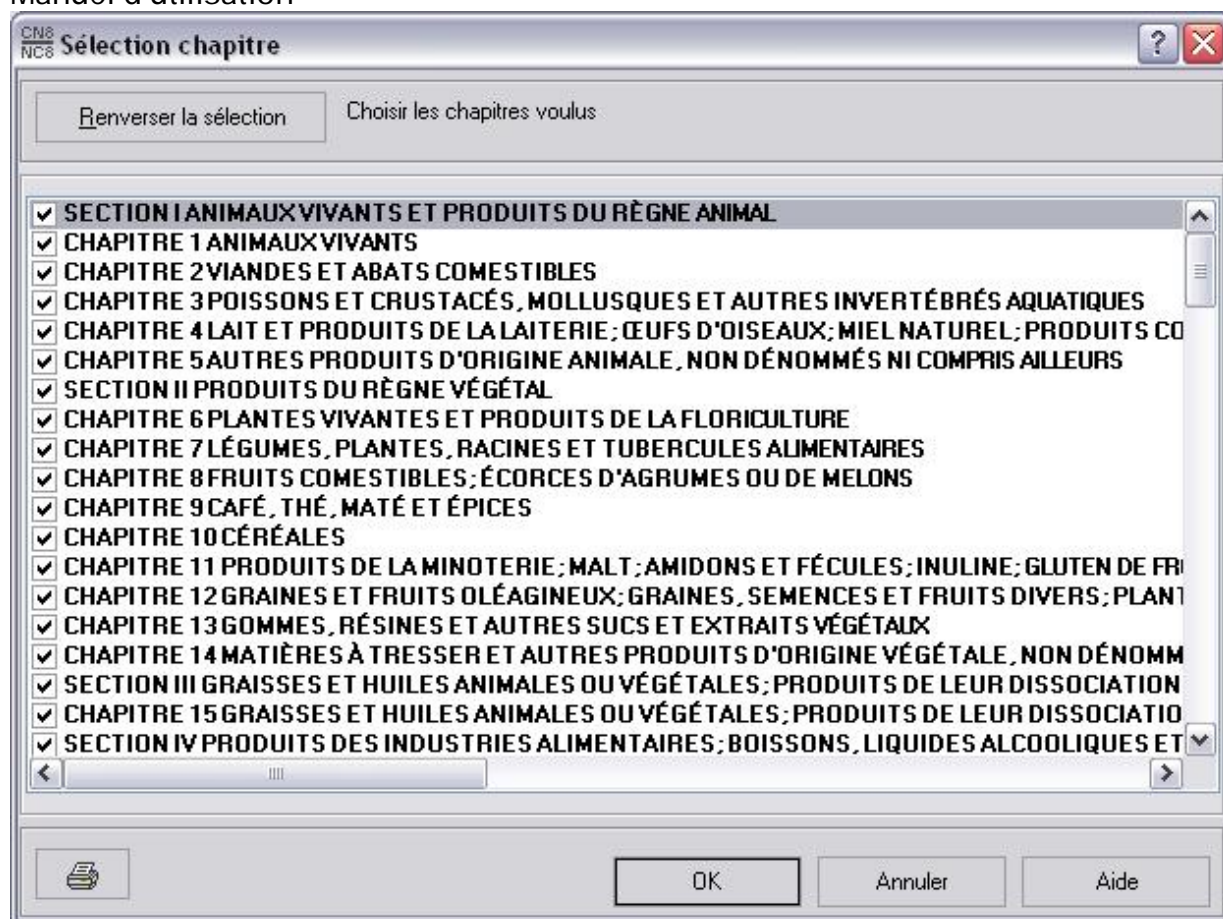 Manuel d'utilisation
CN8
NC8 Sélection chapitre
Renverser la sélection Choisir les chapitres voulus
SECTION I ANIMAUX VIVANTS ET PRODUITS DU RÈGNE ANIMAL
CHAPITRE 1 ANIMAUX VIVANTS
CHAPITRE 2 VIANDES ET ABATS COMESTIBLES
CHAPITRE 3 POISSONS ET CRUSTACÉS, MOLLUSQUES ET AUTRES INVERTÉBRÉS AQUATIQUES
CHAPITRE 4 LAIT ET PRODUITS DE LA LAITERIE; ŒUFS D'OISEAUX; MIEL NATUREL; PRODUITS CO
CHAPITRE 5 AUTRES PRODUITS D'ORIGINE ANIMALE, NON DÉNOMMÉS NI COMPRIS AILLEURS
SECTION II PRODUITS DU RÈGNE VÉGÉTAL
CHAPITRE 6 PLANTES VIVANTES ET PRODUITS DE LA FLORICULTURE
CHAPITRE 7 LÉGUMES, PLANTES, RACINES ET TUBERCULES ALIMENTAIRES
CHAPITRE 8 FRUITS COMESTIBLES; ÉCORCES D'AGRUMES OU DE MELONS
CHAPITRE 9 CAFÉ, THÉ, MATÉ ET ÉPICES
CHAPITRE 10 CÉRÉALES
CHAPITRE 11 PRODUITS DE LA MINOTERIE; MALT; AMIDONS ET FÉCULES; INULINE; GLUTEN DE FR
CHAPITRE 12 GRAINES ET FRUITS OLÉAGINEUX; GRAINES, SEMENCES ET FRUITS DIVERS; PLANT
CHAPITRE 13 GOMMES, RÉSINES ET AUTRES SUCS ET EXTRAITS VÉGÉTAUX
CHAPITRE 14 MATIÈRES À TRESSER ET AUTRES PRODUITS D'ORIGINE VÉGÉTALE, NON DÉNOMM
SECTION III GRAISSES ET HUILES ANIMALES OU VÉGÉTALES; PRODUITS DE LEUR DISSOCIATION
CHAPITRE 15 GRAISSES ET HUILES ANIMALES OU VÉGÉTALES; PRODUITS DE LEUR DISSOCIATIO
SECTION IV PRODUITS DES INDUSTRIES ALIMENTAIRES; BOISSONS, LIQUIDES ALCOOLIQUES ET
OK Annuler Aide